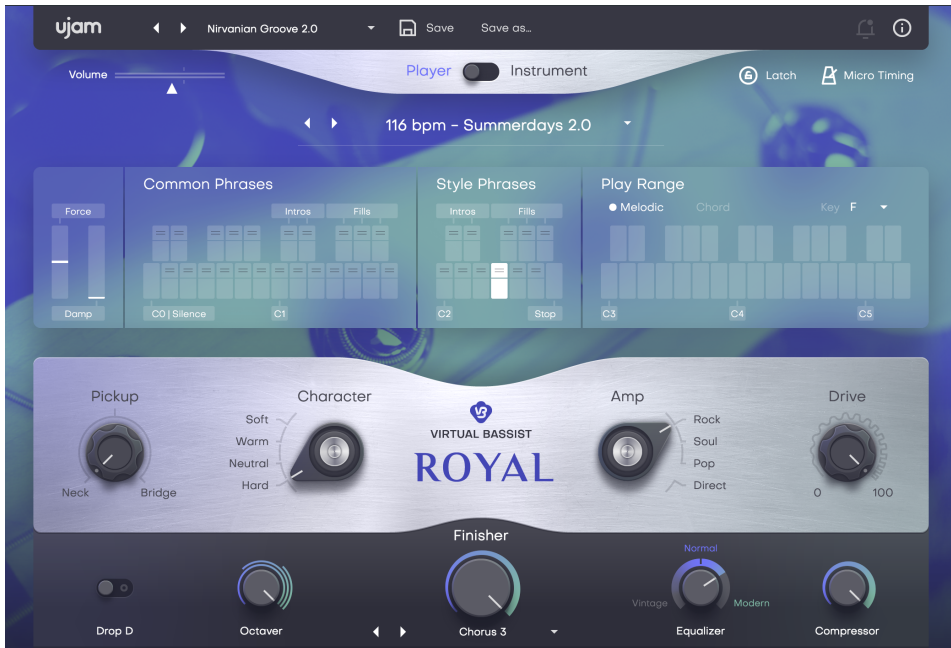 ujam
Nirvanian Groove 2.0
Save
Save as...
Volume
Player
Instrument
Latch
Micro Timing
116 bpm – Summerdays 2.0
Common Phrases
Style Phrases
Play Range
Force
Intros
Fills
Intros
Fills
Melodic
Chord
Key F
Damp
C0 | Silence
C1
C2
Stop
C3
C4
C5
Pickup
Neck
Bridge
Character
Soft
Warm
Neutral
Hard
VB
VIRTUAL BASSIST
ROYAL
Amp
Rock
Soul
Pop
Direct
Drive
0
100
Finisher
Normal
Vintage
Modern
Drop D
Octaver
Chorus 3
Equalizer
Compressor